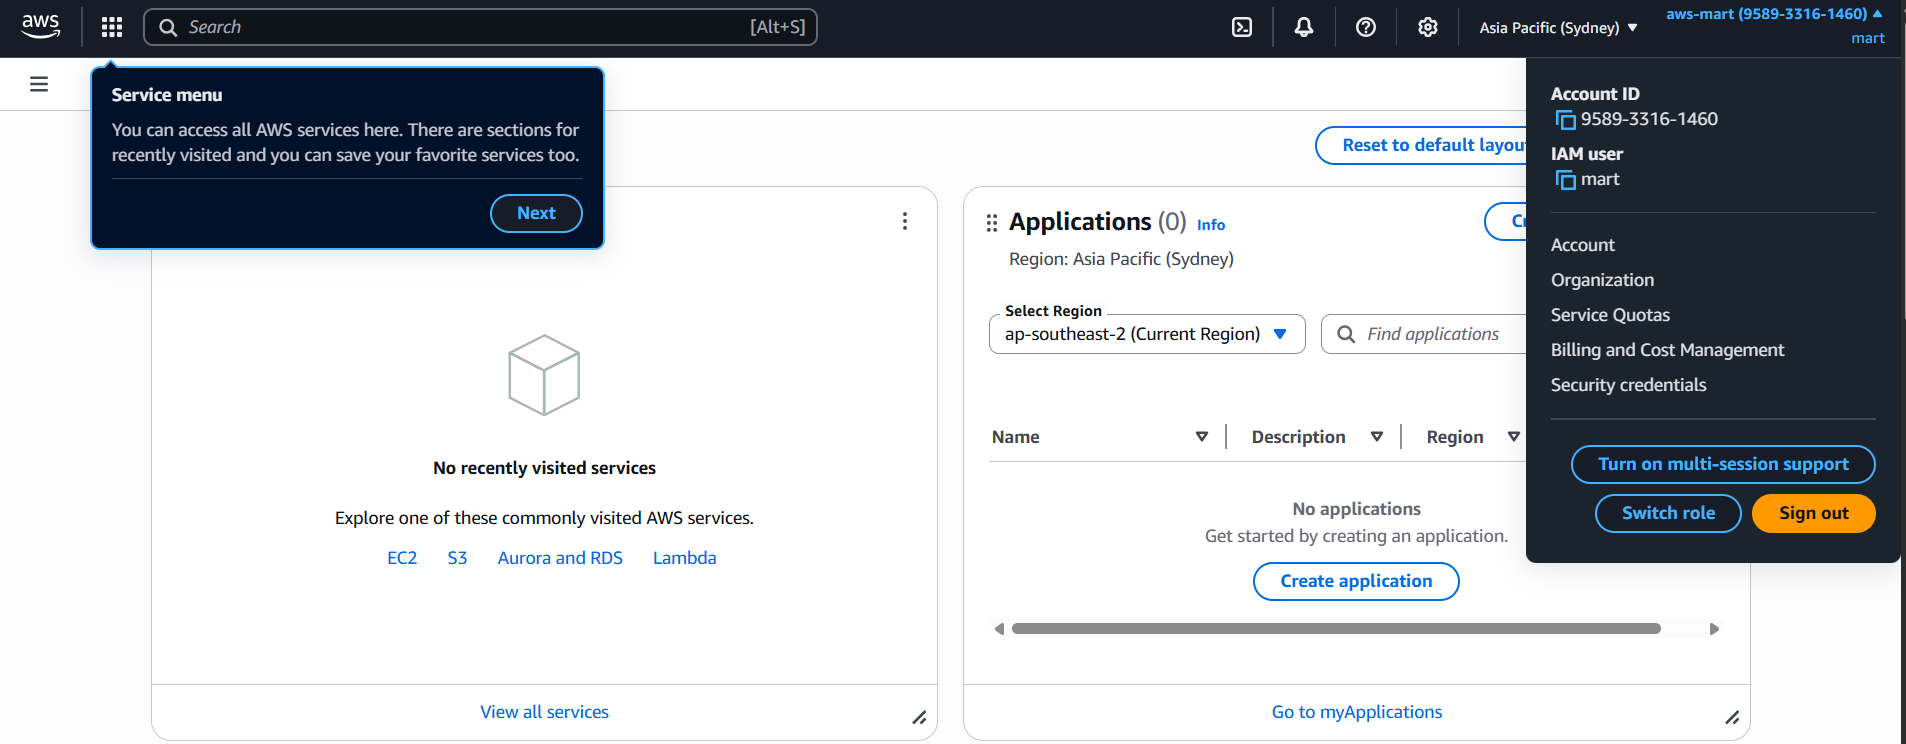 aws
Search
[Alt+S]
Asia Pacific (Sydney)
aws-mart (9589-3316-1460)
mart
Service menu
You can access all AWS services here. There are sections for
recently visited and you can save your favorite services too.
Next
No recently visited services
Explore one of these commonly visited AWS services.
EC2 S3 Aurora and RDS Lambda
View all services
Reset to default layou
Applications (0) Info
Region: Asia Pacific (Sydney)
Select Region
ap-southeast-2 (Current Region)
Find applications
Name Description Region
No applications
Get started by creating an application.
Create application
Go to myApplications
Account ID
9589-3316-1460
IAM user
mart
Account
Organization
Service Quotas
Billing and Cost Management
Security credentials
Turn on multi-session support
Switch role
Sign out